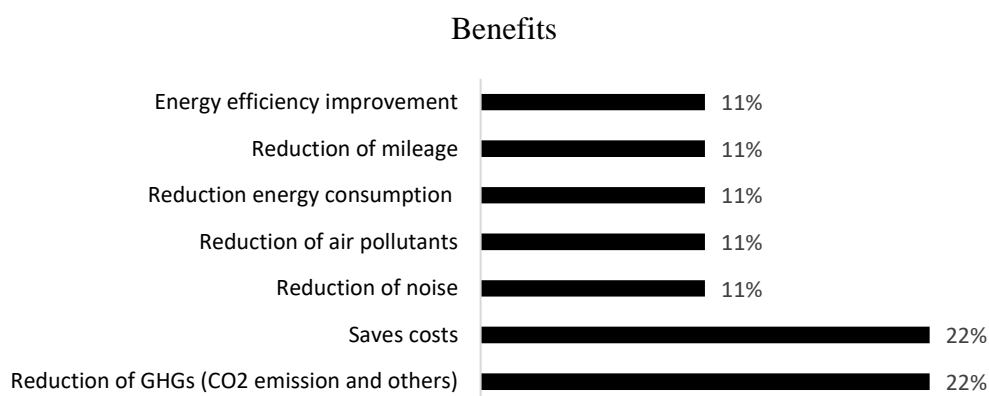 Benefits
Energy efficiency improvement 11%
Reduction of mileage 11%
Reduction energy consumption 11%
Reduction of air pollutants 11%
Reduction of noise 11%
Saves costs 22%
Reduction of GHGs (CO2 emission and others) 22%